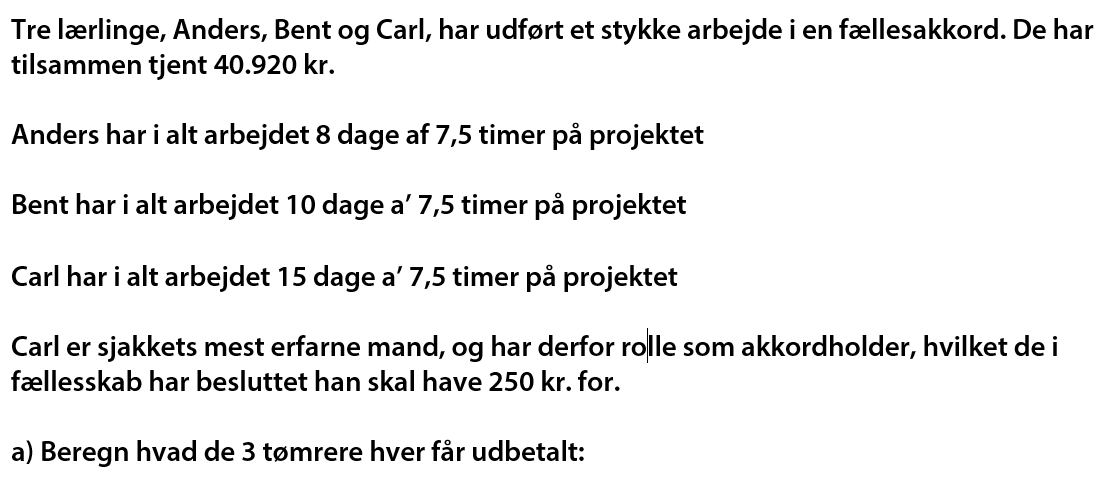 Tre lærlinge, Anders, Bent og Carl, har udført et stykke arbejde i en fællesakkord. De har
tilsammen tjent 40.920 kr.
Anders har i alt arbejdet 8 dage af 7,5 timer på projektet
Bent har i alt arbejdet 10 dage a’ 7,5 timer på projektet
Carl har i alt arbejdet 15 dage a’ 7,5 timer på projektet
Carl er sjakkets mest erfarne mand, og har derfor rolle som akkordholder, hvilket de i
fællesskab har besluttet han skal have 250 kr. for.
a) Beregn hvad de 3 tømrere hver får udbetalt: